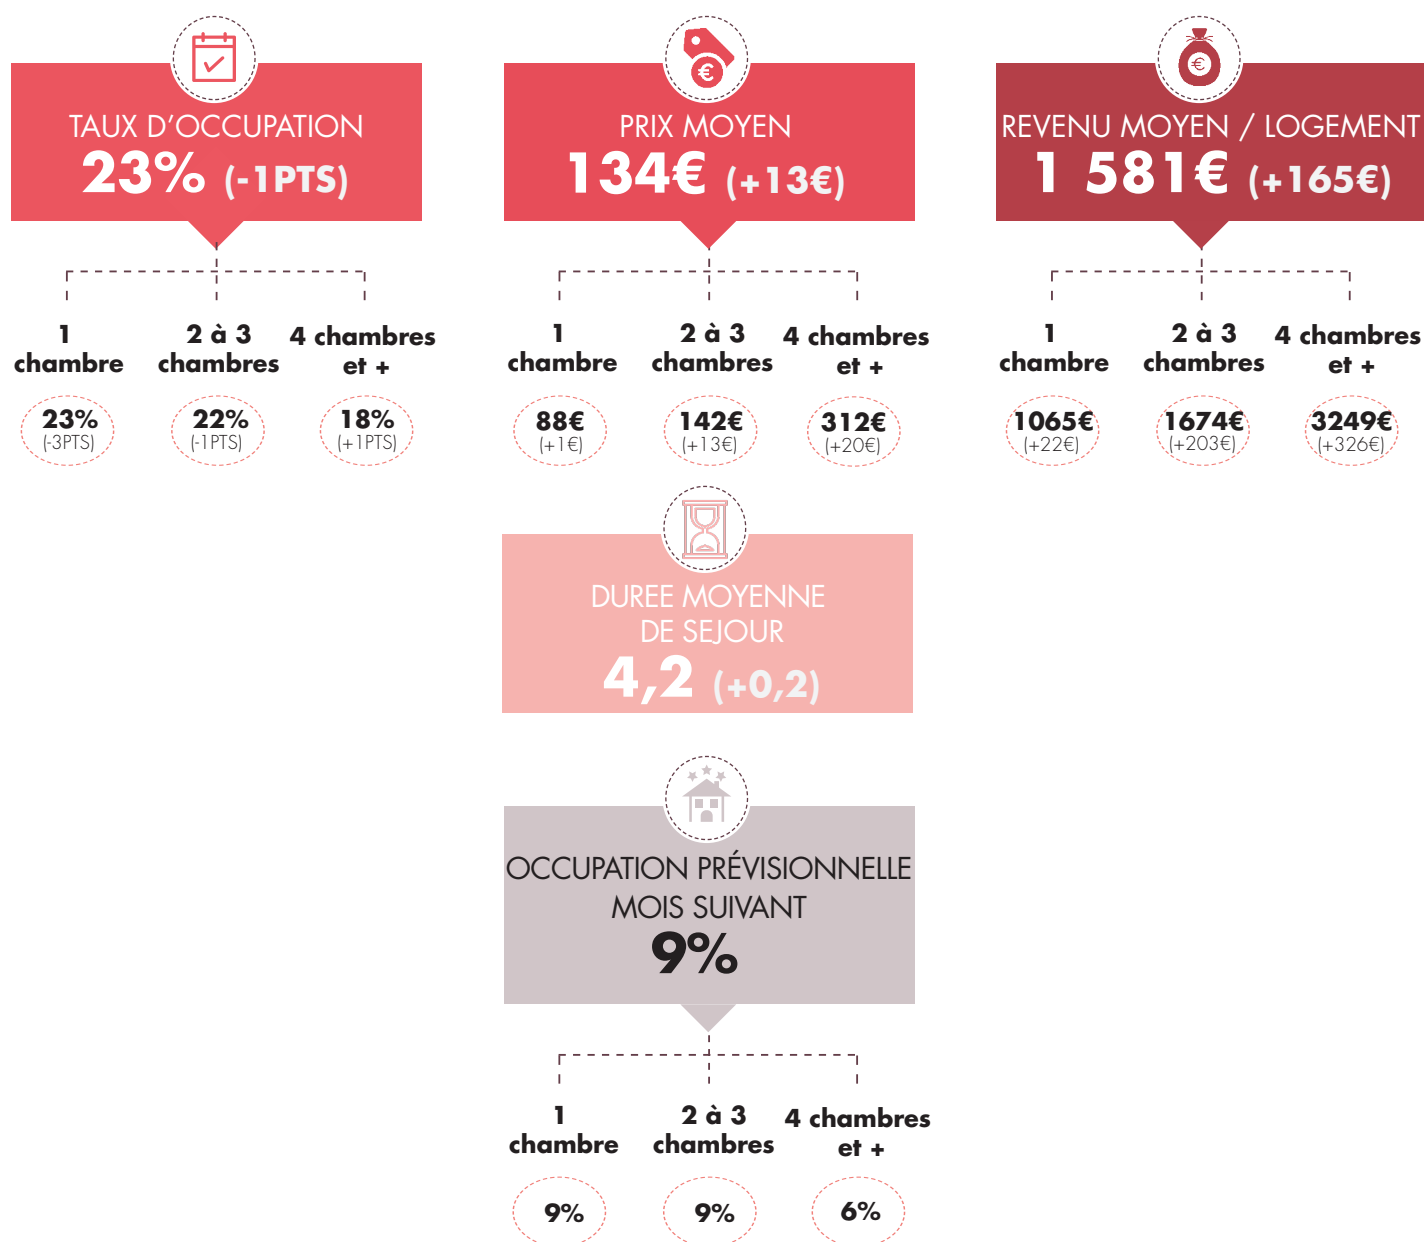 TAUX D'OCCUPATION
23% (-1PTS)
1
chambre
2 à 3
chambres
4 chambres
et +
23%
(-3PTS)
22%
(-1PTS)
18%
(+1PTS)
PRIX MOYEN
134€ (+13€)
1
chambre
2 à 3
chambres
4 chambres
et +
88€
(+1€)
142€
(+13€)
312€
(+20€)
REVENU MOYEN / LOGEMENT
1 581€ (+165€)
1
chambre
2 à 3
chambres
4 chambres
et +
1065€
(+22€)
1674€
(+203€)
3249€
(+326€)
DUREE MOYENNE
DE SEJOUR
4,2 (+0,2)
OCCUPATION PRÉVISIONNELLE
MOIS SUIVANT
9%
1
chambre
2 à 3
chambres
4 chambres
et +
9%
9%
6%